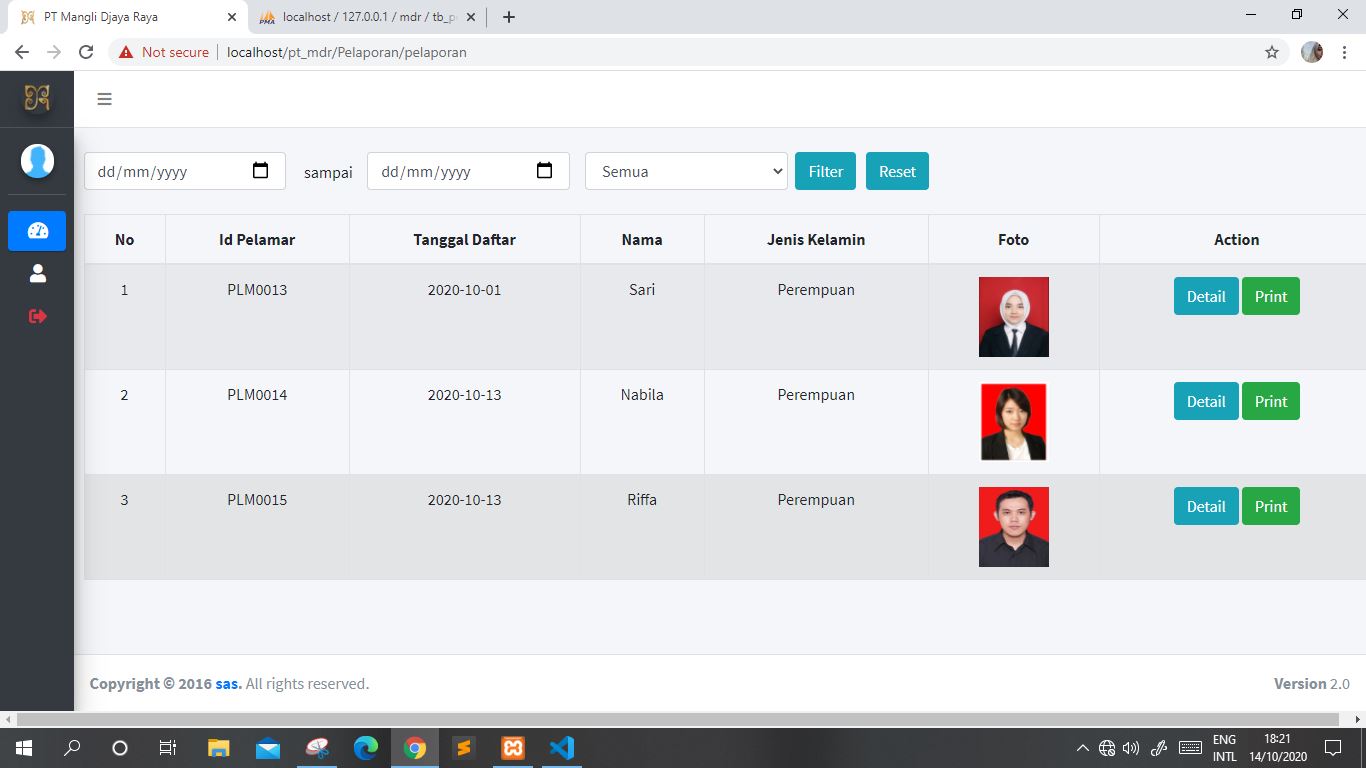 PT Mangli Djaya Raya
localhost / 127.0.0.1 / mdr / tb_p
Not secure
localhost/pt_mdr/Pelaporan/pelaporan
dd/mm/yyyy sampai dd/mm/yyyy Semua Filter Reset
No Id Pelamar Tanggal Daftar Nama Jenis Kelamin Foto Action
1 PLM0013 2020-10-01 Sari Perempuan Detail Print
2 PLM0014 2020-10-13 Nabila Perempuan Detail Print
3 PLM0015 2020-10-13 Riffa Perempuan Detail Print
Copyright © 2016 sas. All rights reserved. Version 2.0
ENG 18:21
INTL 14/10/2020